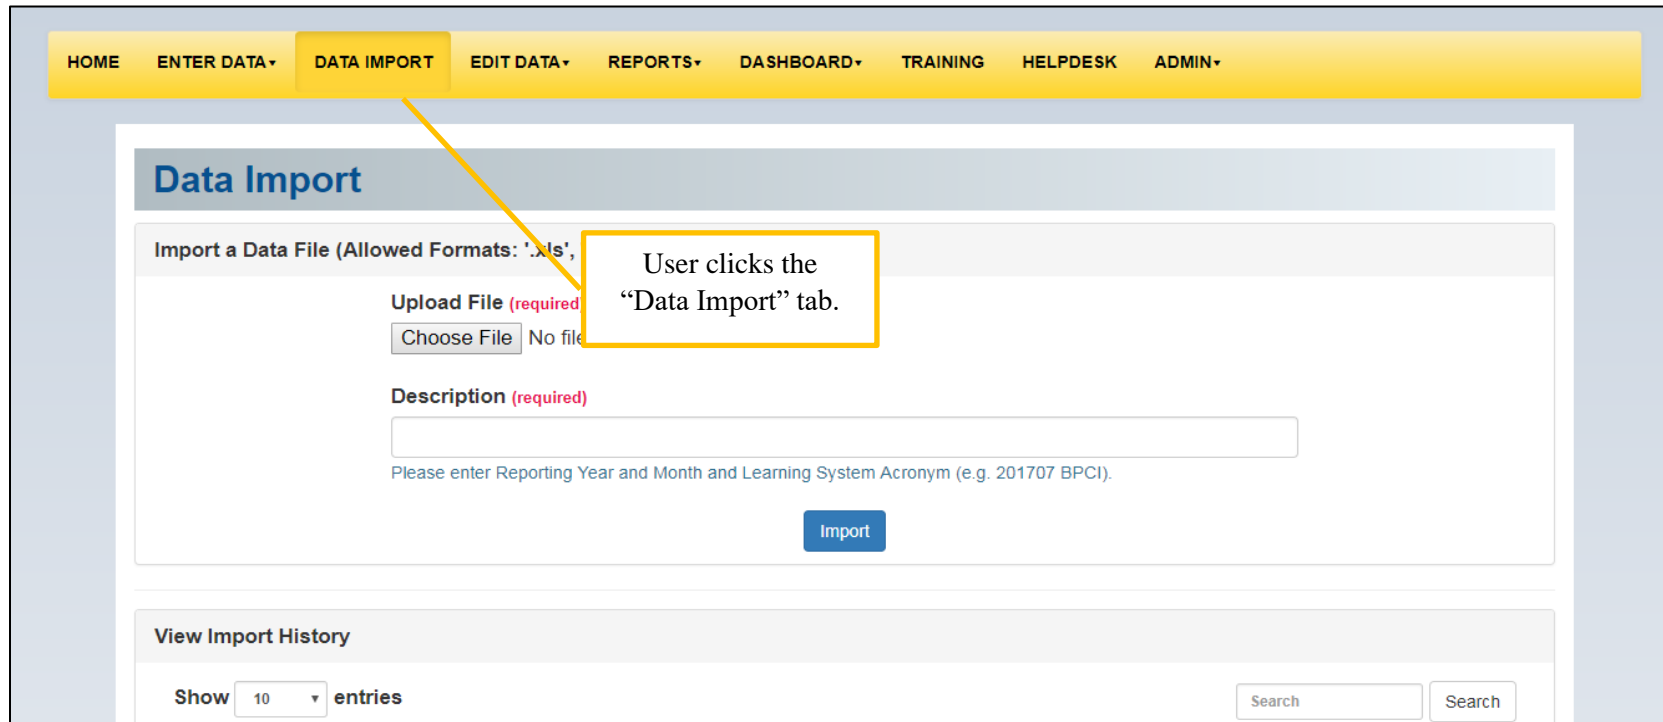 HOME ENTER DATA▾ DATA IMPORT EDIT DATA▾ REPORTS▾ DASHBOARD▾ TRAINING HELPDESK ADMIN▾
Data Import
Import a Data File (Allowed Formats: '.xls',
User clicks the
“Data Import” tab.
Upload File (required)
Choose File No file
Description (required)
Please enter Reporting Year and Month and Learning System Acronym (e.g. 201707 BPCI).
Import
View Import History
Show 10 ▾ entries
Search Search